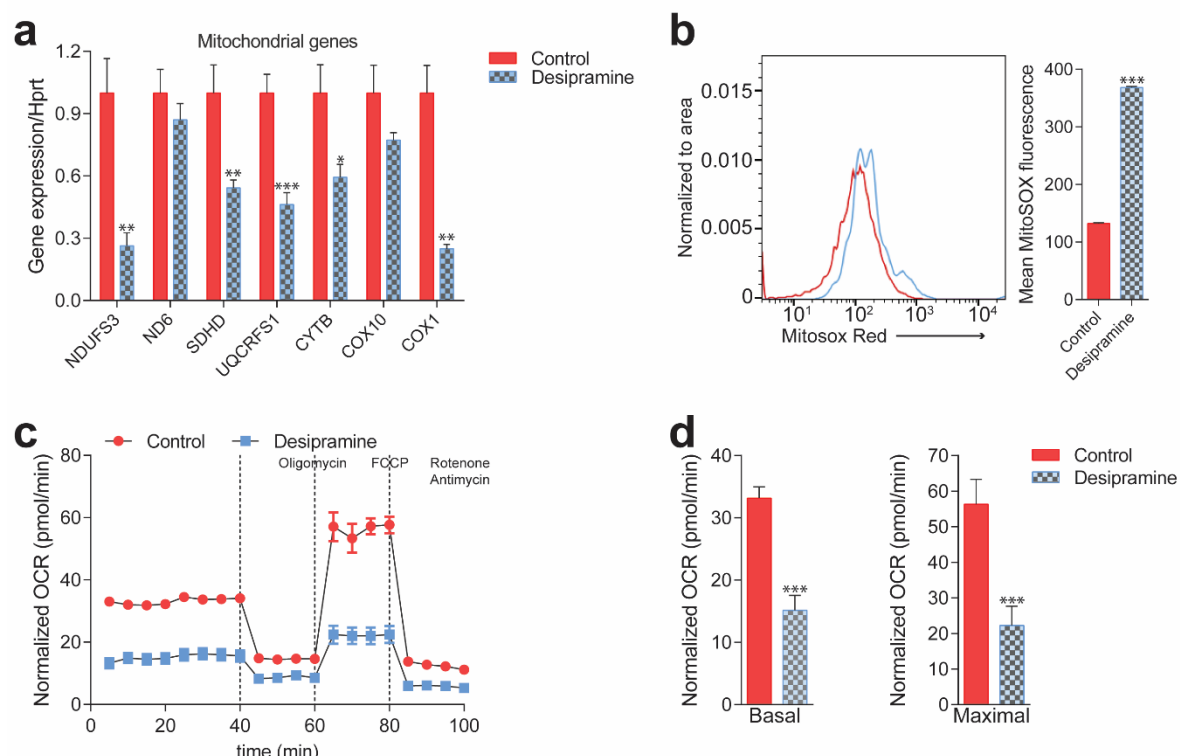 a
Mitochondrial genes
Control
Desipramine
Gene expression/Hprt
1.2
0.9
0.6
0.3
0.0
**
**
***
*
**
NDUFS3
ND6
SDHD
UQCRFS1
CYTB
COX10
COX1
b
Normalized to area
0.015
0.010
0.005
0
10¹
10²
10³
10⁴
Mitosox Red
Mean MitoSOX fluorescence
400
300
200
100
0
***
Control
Desipramine
c
Control
Desipramine
Normalized OCR (pmol/min)
80
60
40
20
0
Oligomycin
FCCP
Rotenone
Antimycin
0
20
40
60
80
100
time (min)
d
Normalized OCR (pmol/min)
40
30
20
10
0
***
Basal
Normalized OCR (pmol/min)
70
60
50
40
30
20
10
0
***
Maximal
Control
Desipramine